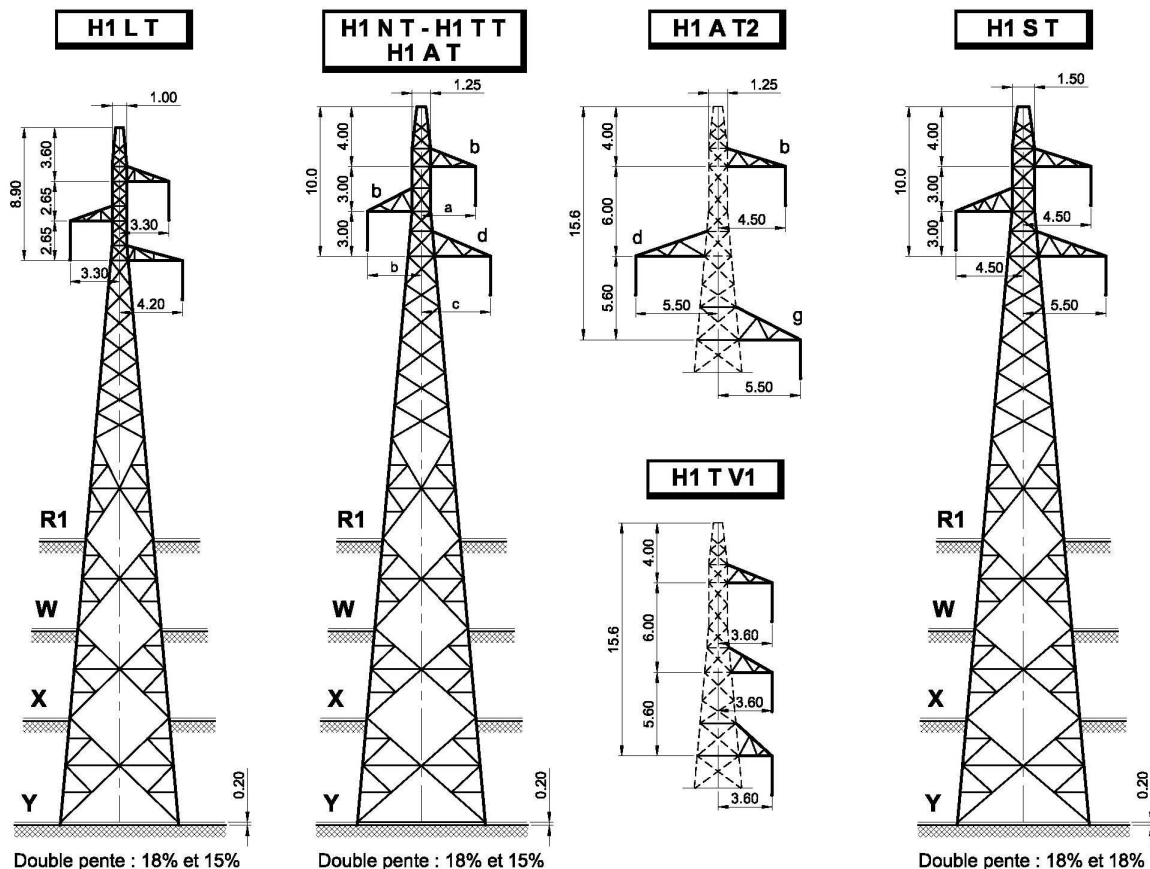 H1 L T
1.00
3.60
8.90
2.65
2.65
3.30
3.30
4.20
R1
W
X
Y
0.20
Double pente : 18% et 15%
H1 N T - H1 T T
H1 A T
1.25
4.00
10.0
3.00
3.00
b
b
a
d
b
c
R1
W
X
Y
0.20
Double pente : 18% et 15%
H1 A T2
1.25
4.00
15.6
6.00
5.60
b
4.50
d
5.50
g
5.50
H1 T V1
4.00
15.6
6.00
5.60
3.60
3.60
3.60
H1 S T
1.50
4.00
10.0
3.00
3.00
4.50
4.50
5.50
R1
W
X
Y
0.20
Double pente : 18% et 18%